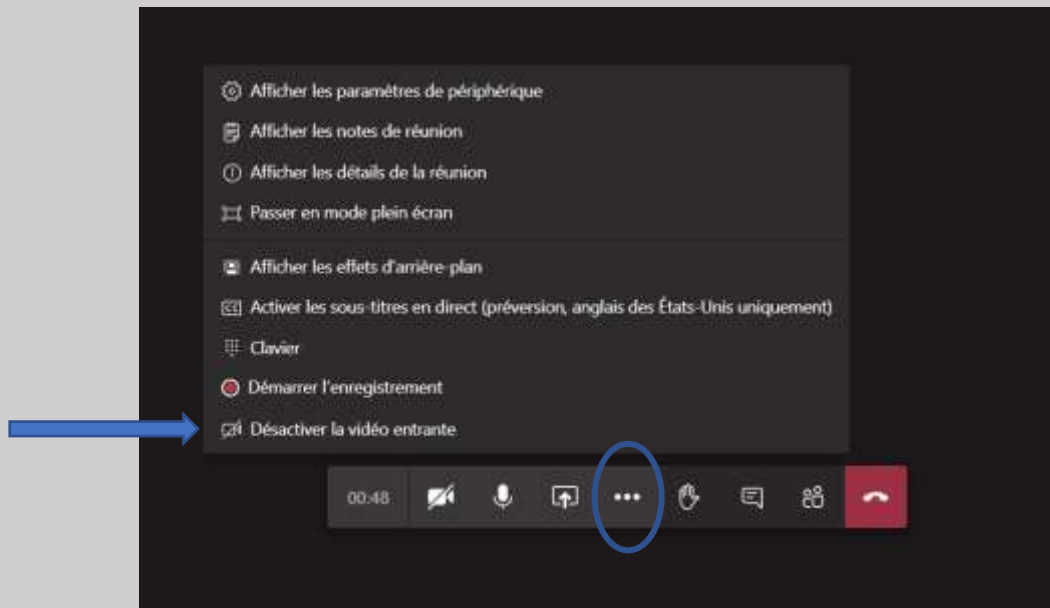 Afficher les paramètres de périphérique
Afficher les notes de réunion
Afficher les détails de la réunion
Passer en mode plein écran
Afficher les effets d'arrière-plan
CC Activer les sous-titres en direct (préversion, anglais des États-Unis uniquement)
Clavier
Démarrer l'enregistrement
Désactiver la vidéo entrante
00:48